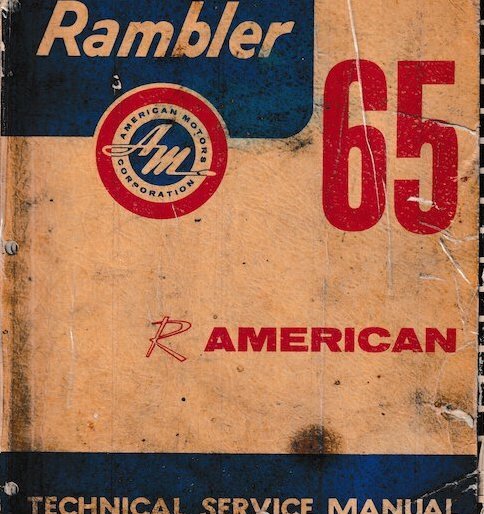 Rambler
65
AMERICAN MOTORS
AM
CORPORATION
R AMERICAN
TECHNICAL SERVICE MANUAL